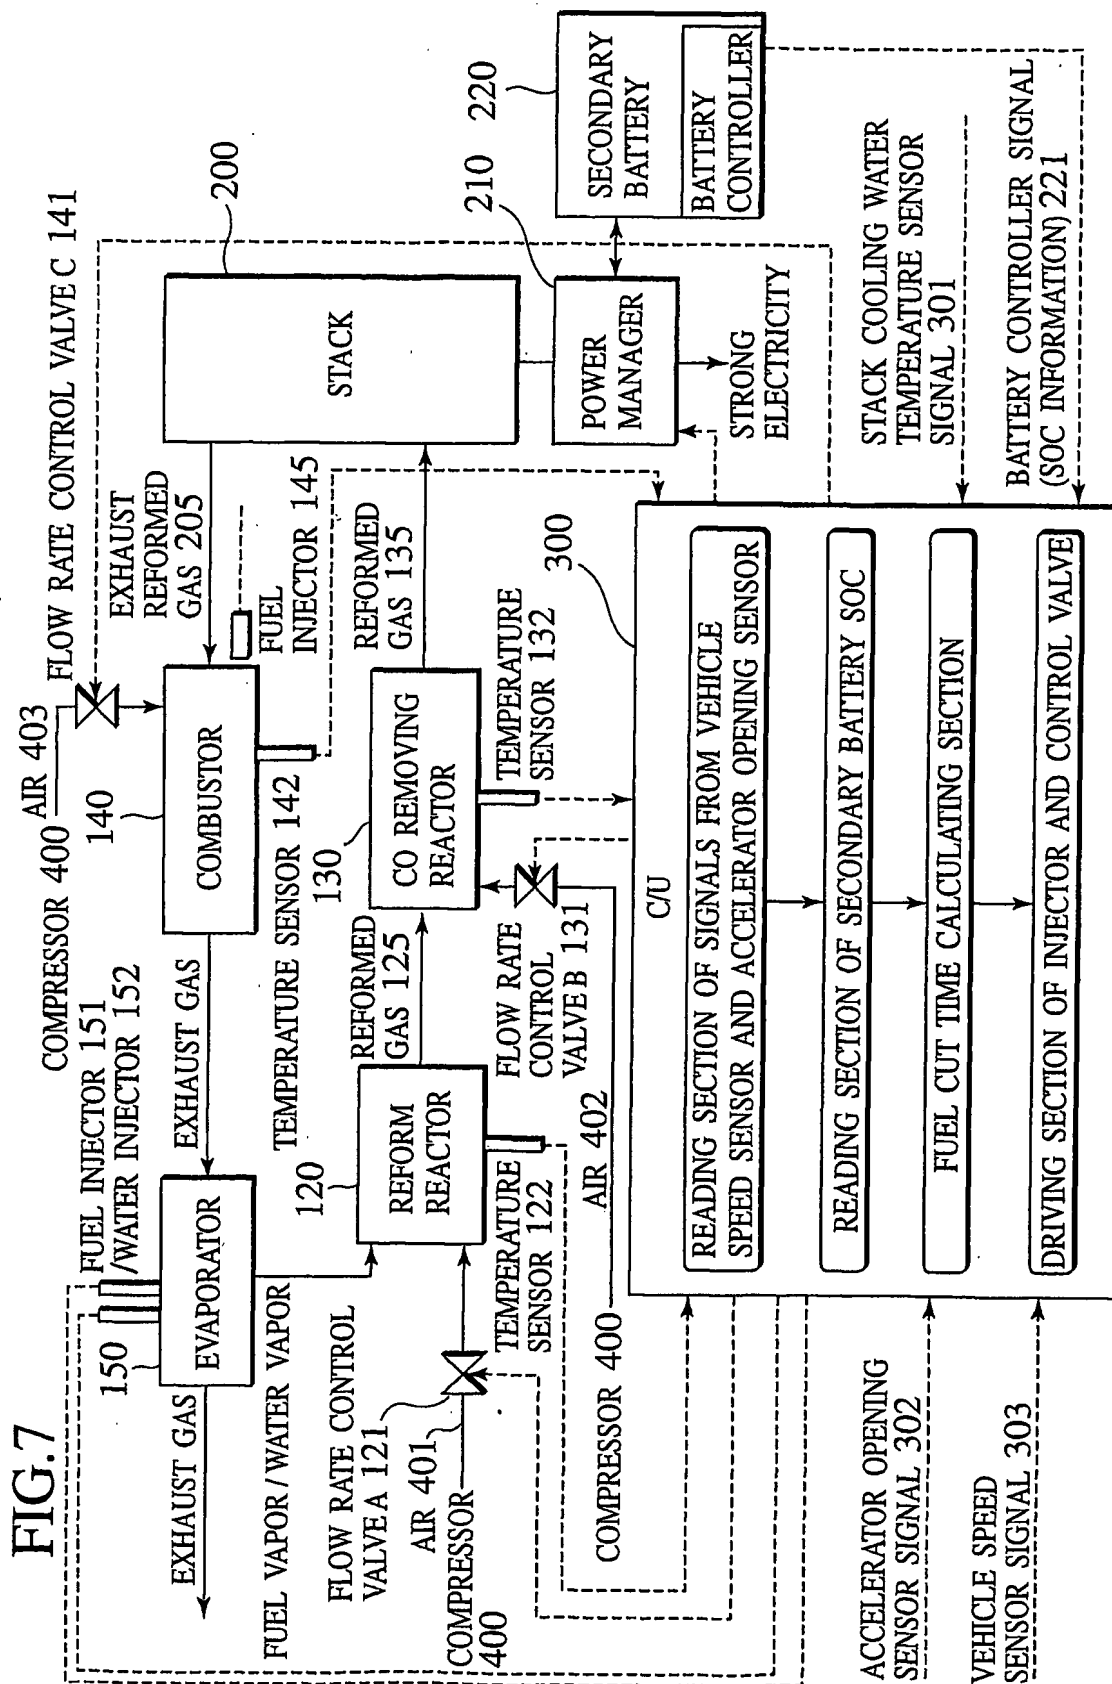 FIG.7
COMPRESSOR 400
AIR 403
FLOW RATE CONTROL VALVE C 141
FUEL INJECTOR 151
/WATER INJECTOR 152
150
EVAPORATOR
EXHAUST GAS
EXHAUST GAS
140
COMBUSTOR
EXHAUST
REFORMED
GAS 205
FUEL
INJECTOR 145
TEMPERATURE SENSOR 142
200
STACK
FUEL VAPOR/WATER VAPOR
120
REFORM
REACTOR
REFORMED
GAS 125
130
CO REMOVING
REACTOR
REFORMED
GAS 135
FLOW RATE CONTROL
VALVE A 121
AIR 401
COMPRESSOR
400
TEMPERATURE
SENSOR 122
FLOW RATE
CONTROL
VALVE B 131
TEMPERATURE
SENSOR 132
AIR 402
COMPRESSOR 400
210
POWER
MANAGER
220
SECONDARY
BATTERY
BATTERY
CONTROLLER
STRONG
ELECTRICITY
300
C/U
READING SECTION OF SIGNALS FROM VEHICLE
SPEED SENSOR AND ACCELERATOR OPENING SENSOR
READING SECTION OF SECONDARY BATTERY SOC
FUEL CUT TIME CALCULATING SECTION
DRIVING SECTION OF INJECTOR AND CONTROL VALVE
STACK COOLING WATER
TEMPERATURE SENSOR
SIGNAL 301
BATTERY CONTROLLER SIGNAL
(SOC INFORMATION) 221
ACCELERATOR OPENING
SENSOR SIGNAL 302
VEHICLE SPEED
SENSOR SIGNAL 303